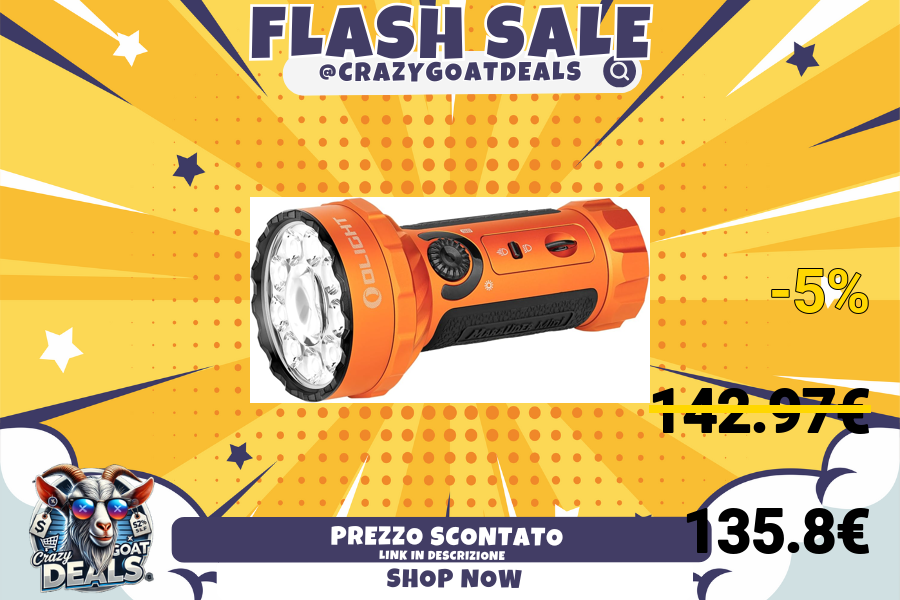 FLASH SALE
@CRAZYGOATDEALS
OLIGHT
-5%
142.97€
PREZZO SCONTATO
135.8€
LINK IN DESCRIZIONE
SHOP NOW
$
52%
Crazy
GOAT
DEALS